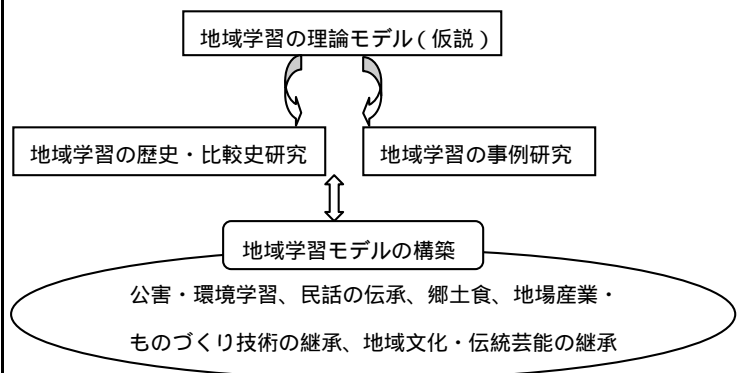 地域学習の理論モデル（仮説）
地域学習の歴史・比較史研究
地域学習の事例研究
地域学習モデルの構築
公害・環境学習、民話の伝承、郷土食、地場産業・
ものづくり技術の継承、地域文化・伝統芸能の継承